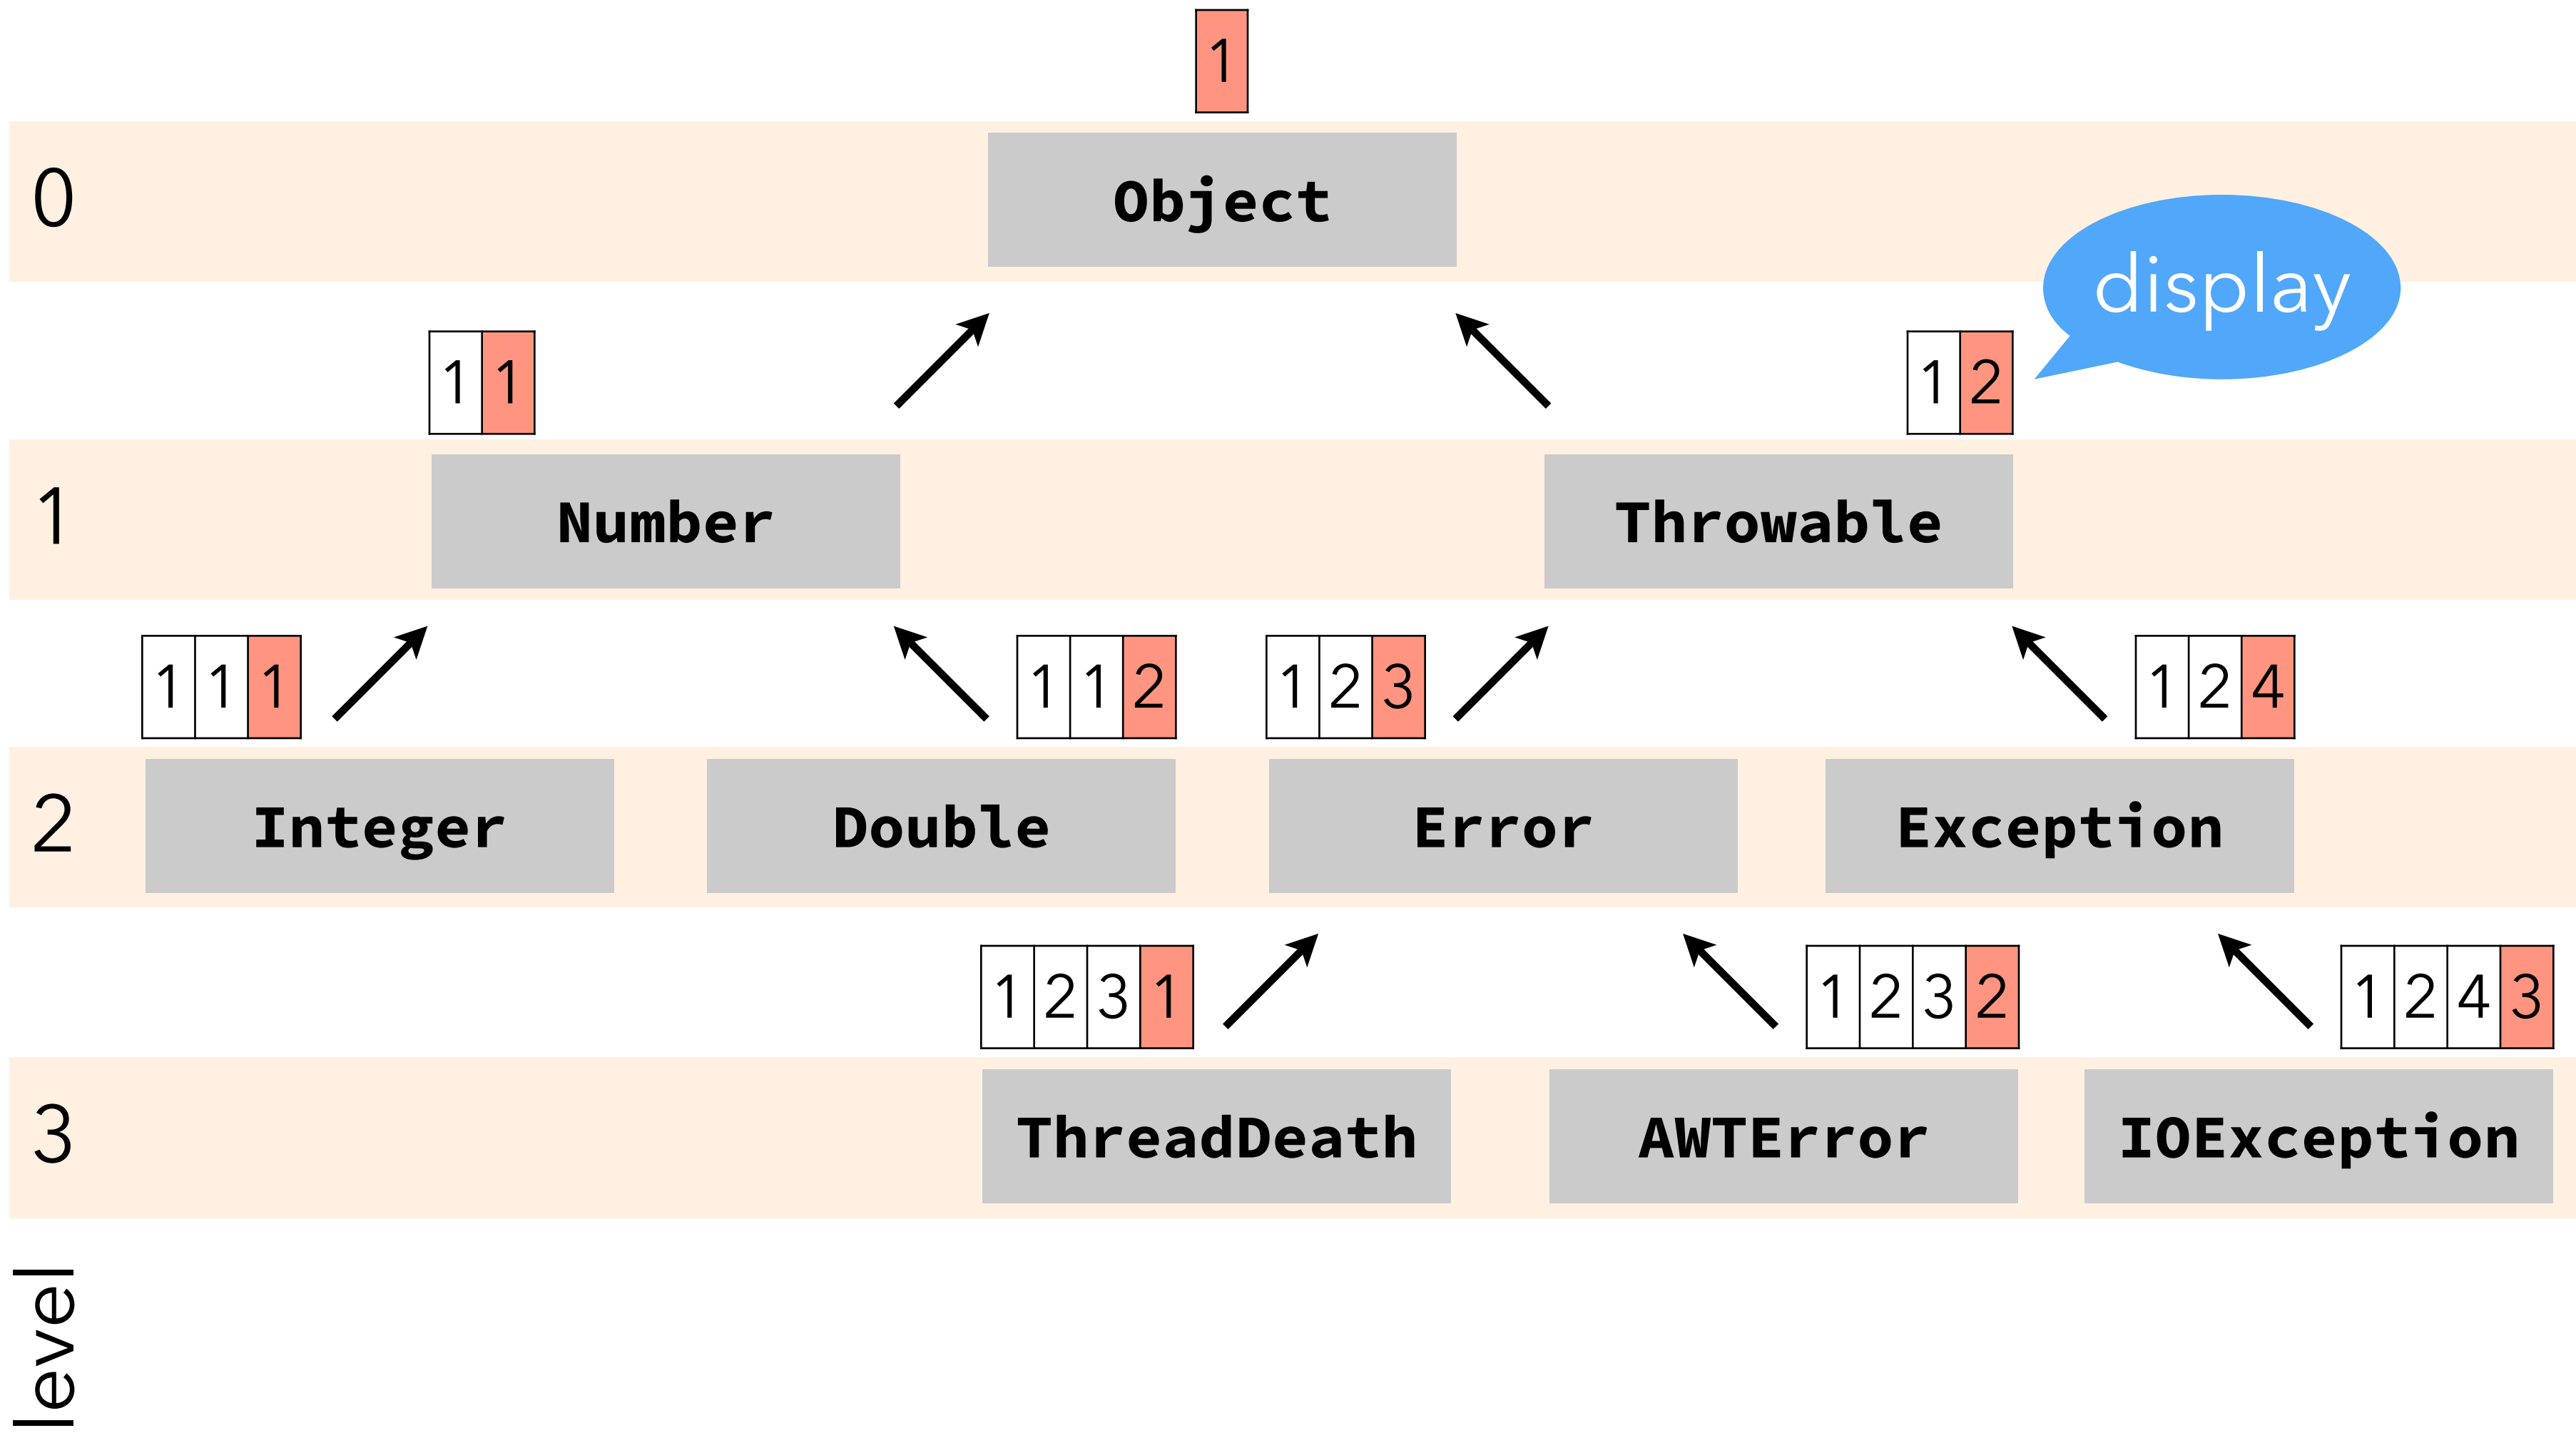 1
0
Object
display
1 1
1 2
1
Number
Throwable
1 1 1
1 1 2
1 2 3
1 2 4
2
Integer
Double
Error
Exception
1 2 3 1
1 2 3 2
1 2 4 3
3
ThreadDeath
AWTError
IOException
level